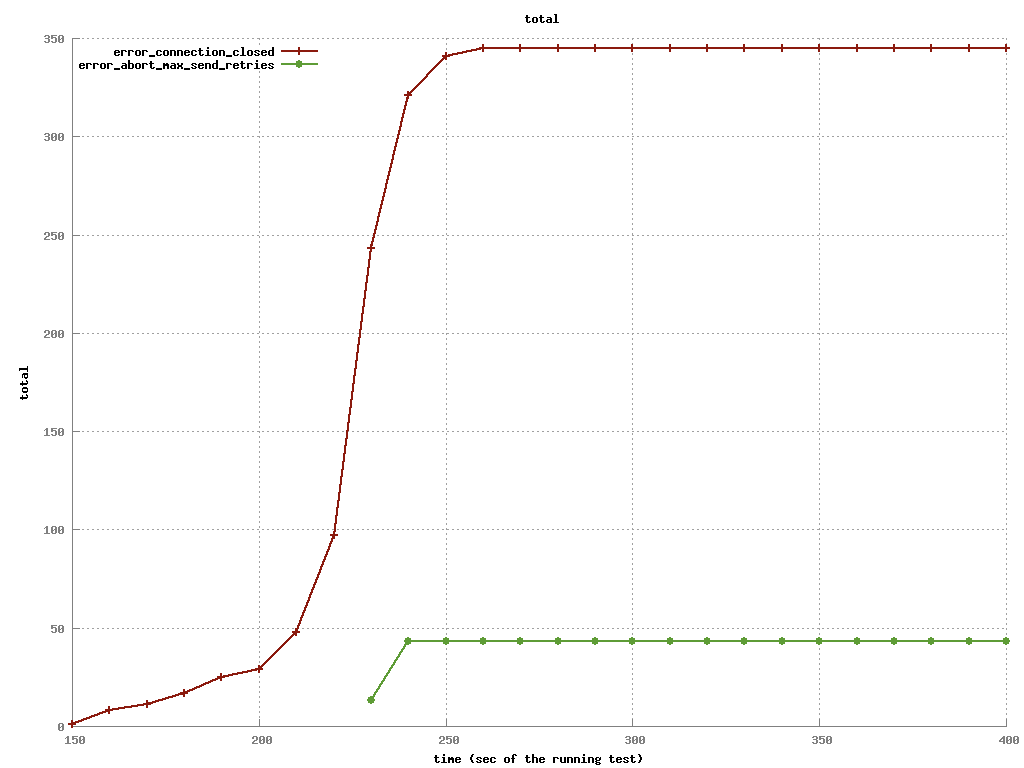 total
error_connection_closed
error_abort_max_send_retries
350
300
250
200
150
100
50
0
total
150 200 250 300 350 400
time (sec of the running test)